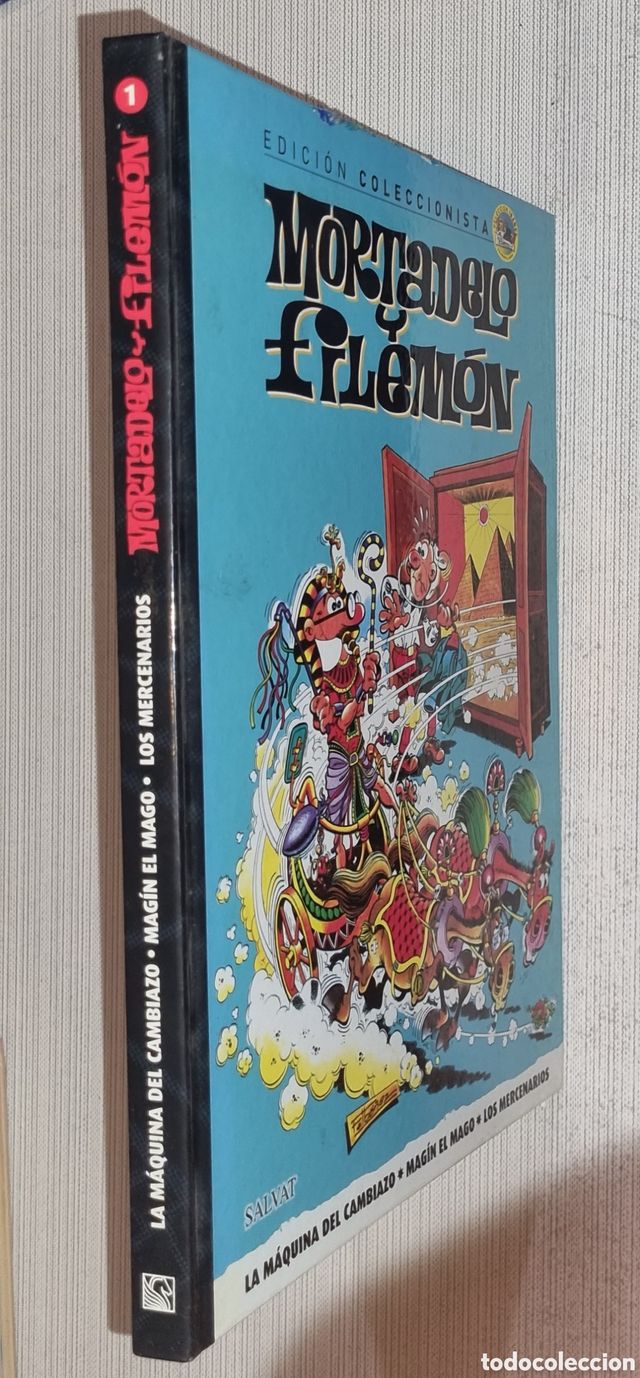 1
MORTADELO Y FILEMÓN
LA MÁQUINA DEL CAMBIAZO • MAGÍN EL MAGO • LOS MERCENARIOS
EDICIÓN COLECCIONISTA
MORTADELO
Y
FILEMÓN
SALVAT
LA MÁQUINA DEL CAMBIAZO * MAGÍN EL MAGO * LOS MERCENARIOS
todocoleccion